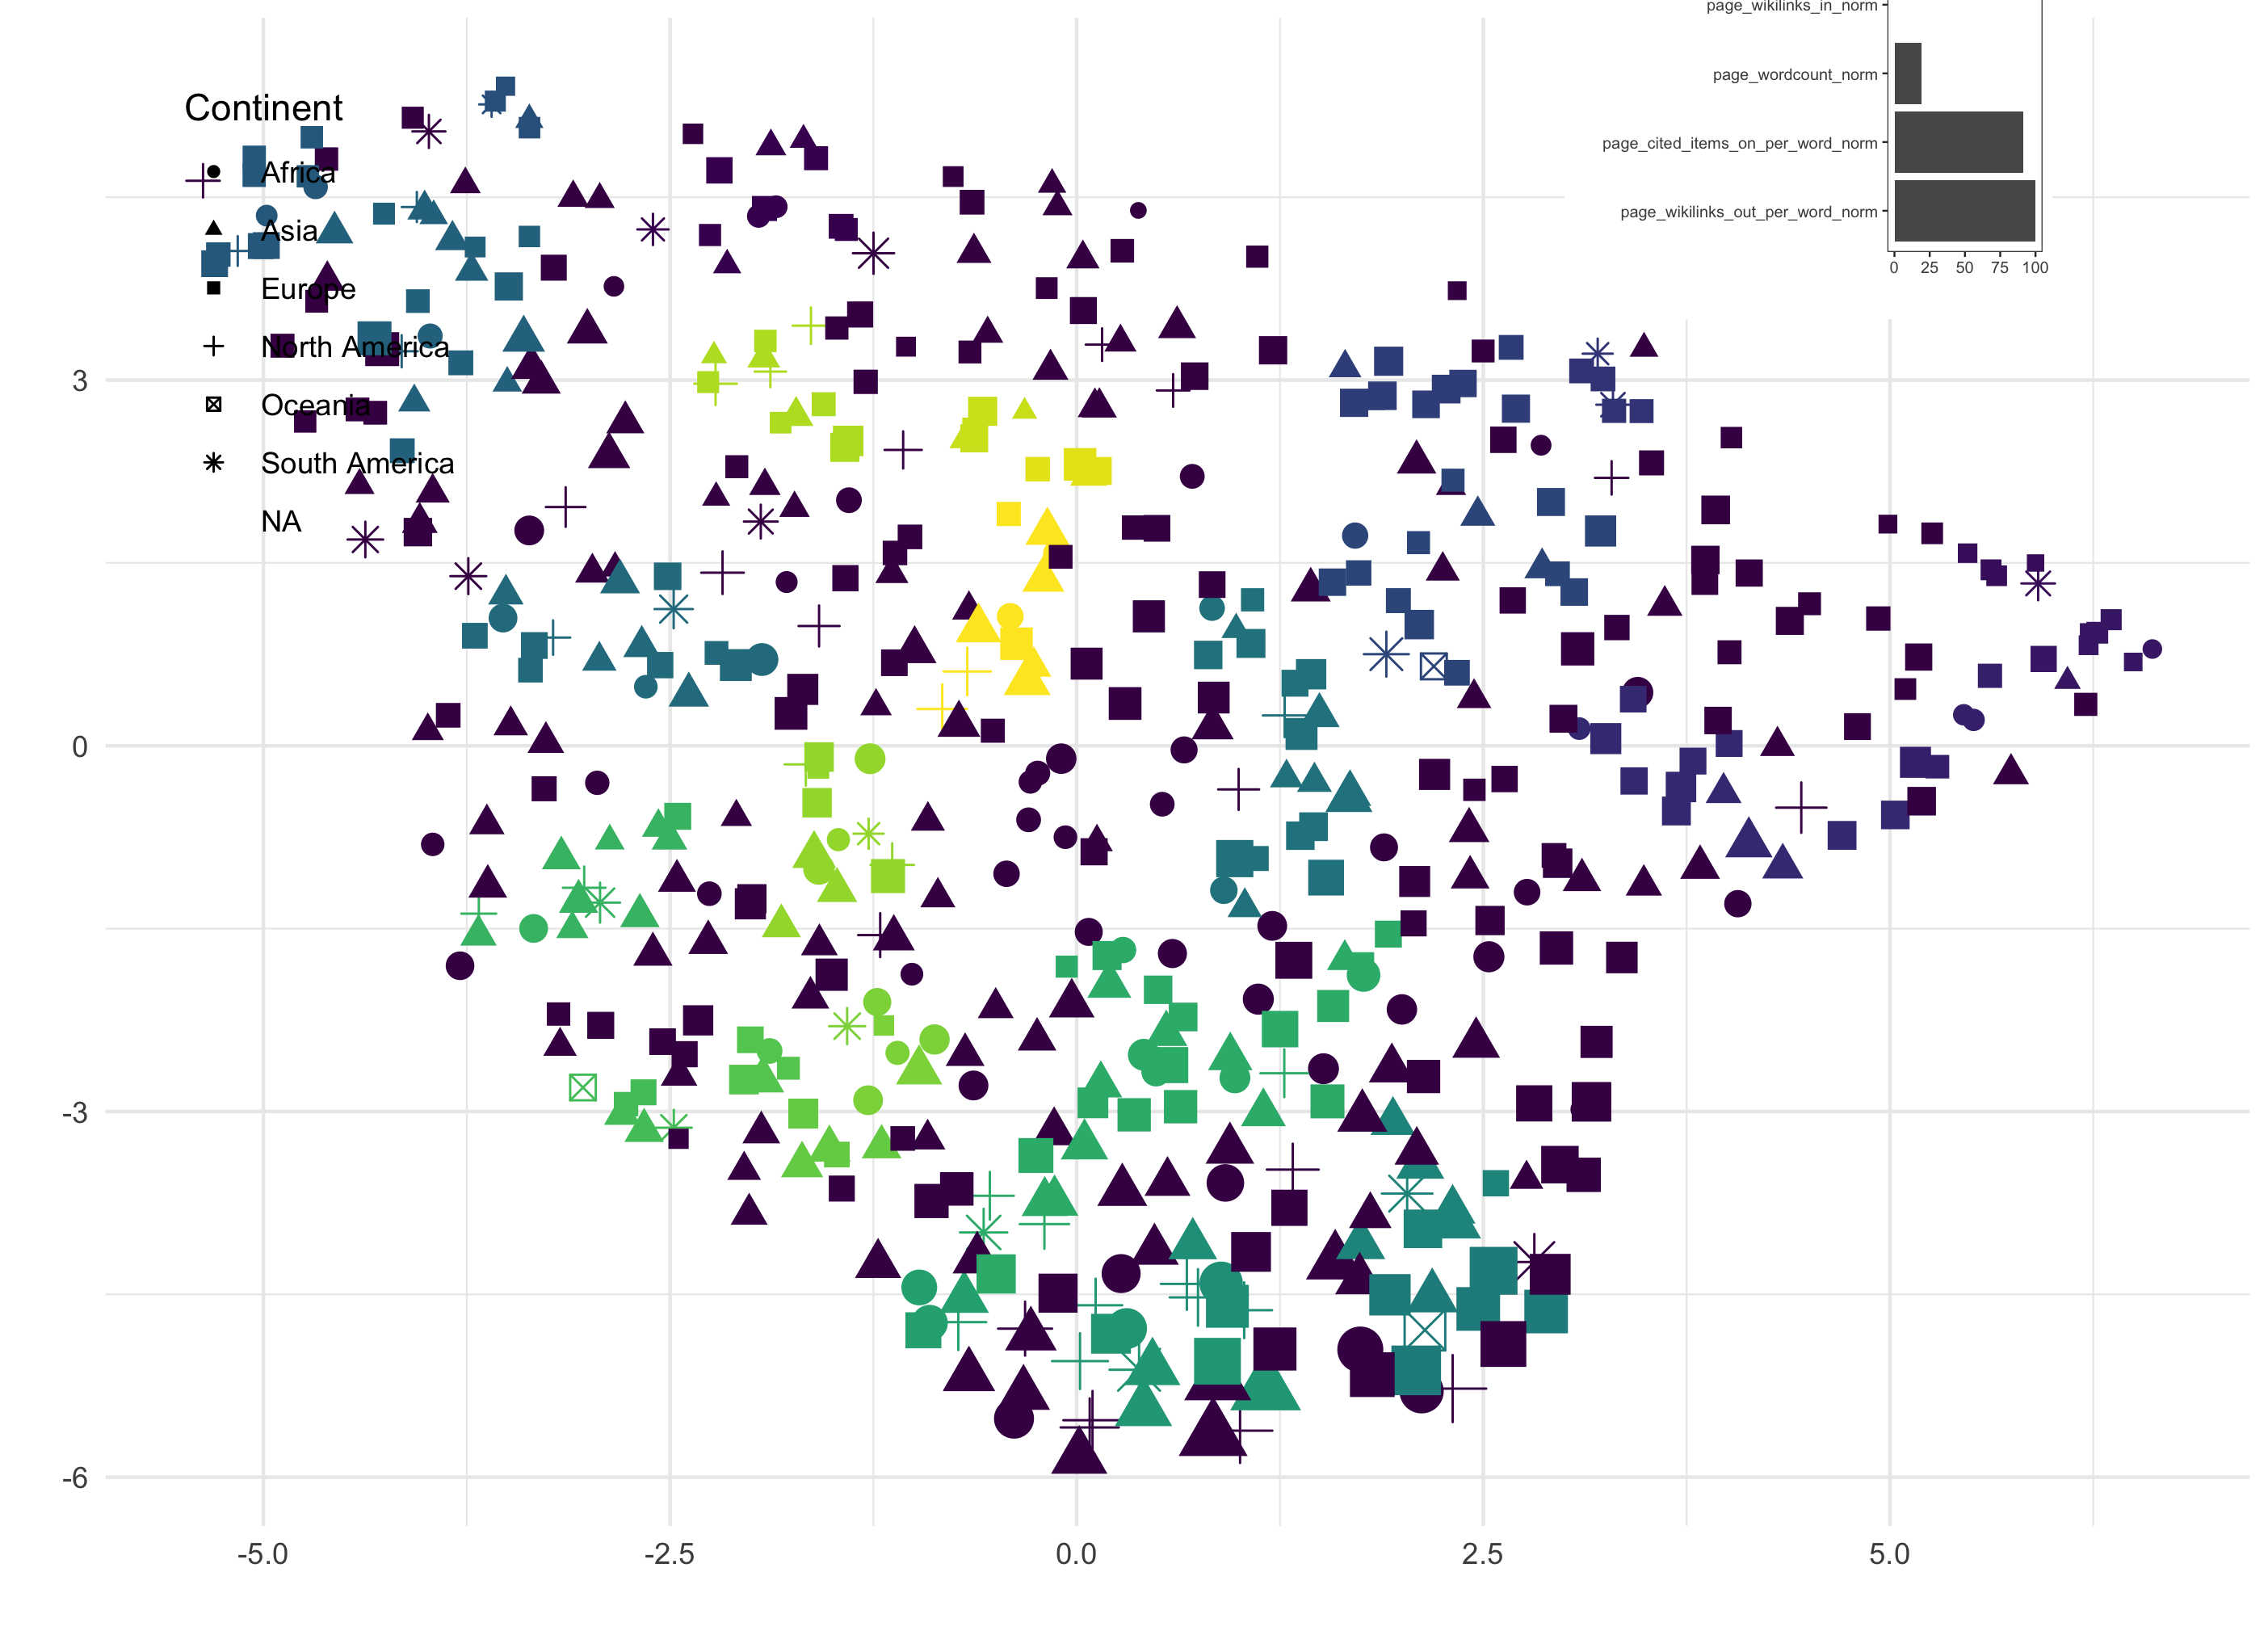 page_wikilinks_in_norm
page_wordcount_norm
page_cited_items_on_per_word_norm
page_wikilinks_out_per_word_norm
0 25 50 75 100
Continent
Africa
Asia
Europe
North America
Oceania
South America
NA
3
0
-3
-6
-5.0 -2.5 0.0 2.5 5.0